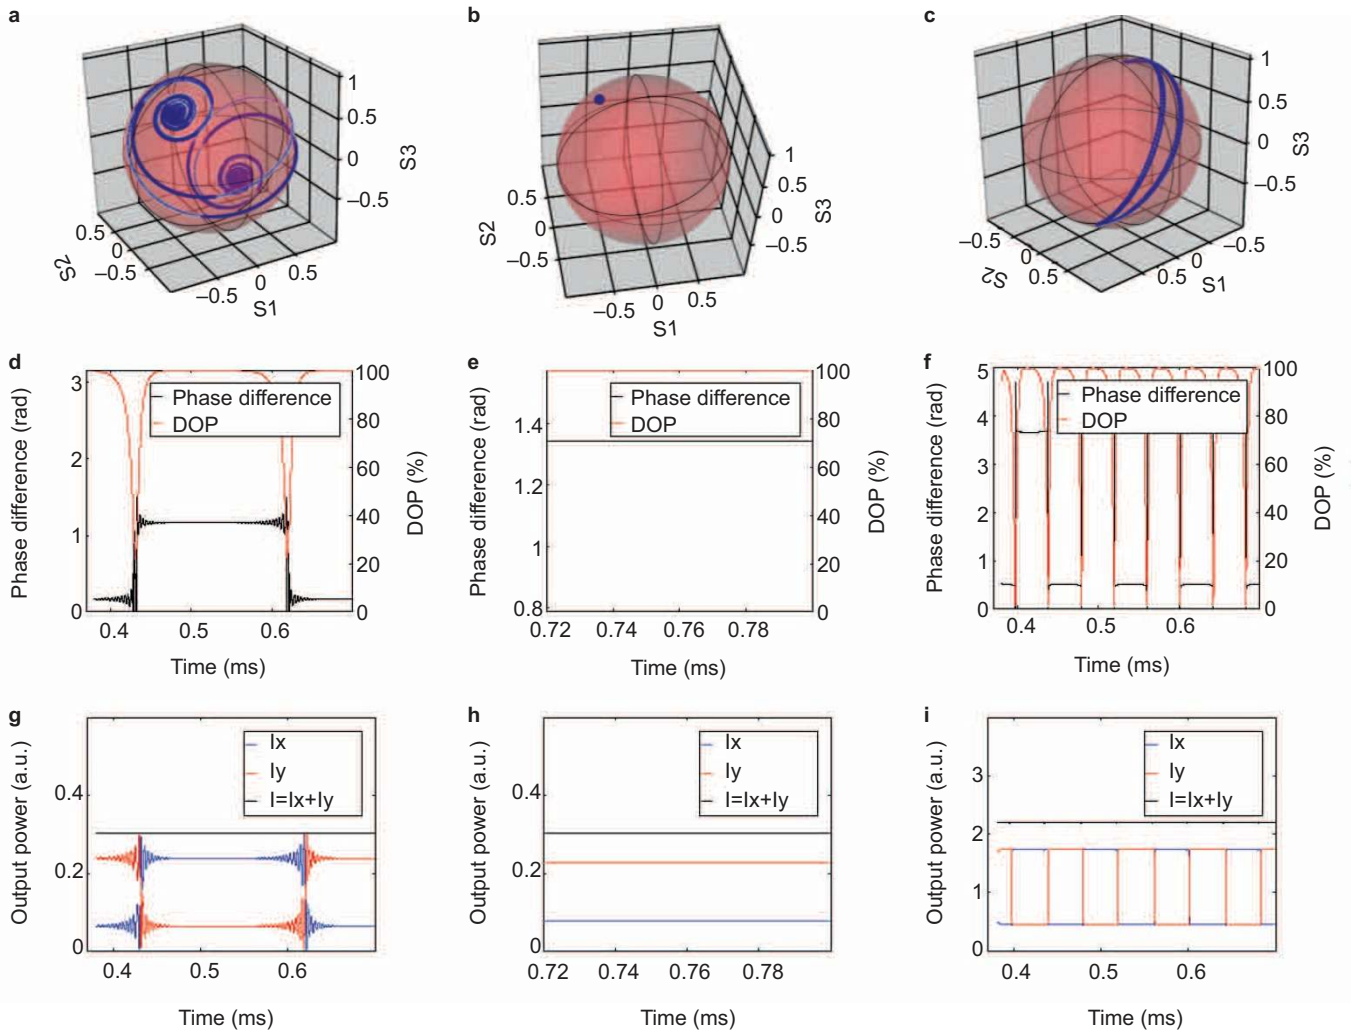 a
1
0.5
0
–0.5
S3
0.5
0
–0.5
S2
–0.5
0
0.5
S1
b
0.5
0
–0.5
S2
1
0.5
0
–0.5
S3
–0.5
0
0.5
S1
c
1
0.5
0
–0.5
S3
–0.5
0
0.5
S2
–0.5
0
0.5
S1
d
Phase difference (rad)
3
2
1
0
Phase difference
DOP
100
80
60
40
20
0
DOP (%)
0.4
0.5
0.6
Time (ms)
e
Phase difference (rad)
1.4
1.2
1
0.8
Phase difference
DOP
100
80
60
40
20
0
DOP (%)
0.72
0.74
0.76
0.78
Time (ms)
f
Phase difference (rad)
5
4
3
2
1
0
Phase difference
DOP
100
80
60
40
20
0
DOP (%)
0.4
0.5
0.6
Time (ms)
g
Output power (a.u.)
0.4
0.2
0
Ix
Iy
I=Ix+Iy
0.4
0.5
0.6
Time (ms)
h
Output power (a.u.)
0.4
0.2
0
Ix
Iy
I=Ix+Iy
0.72
0.74
0.76
0.78
Time (ms)
i
Output power (a.u.)
3
2
1
0
Ix
Iy
I=Ix+Iy
0.4
0.5
0.6
Time (ms)